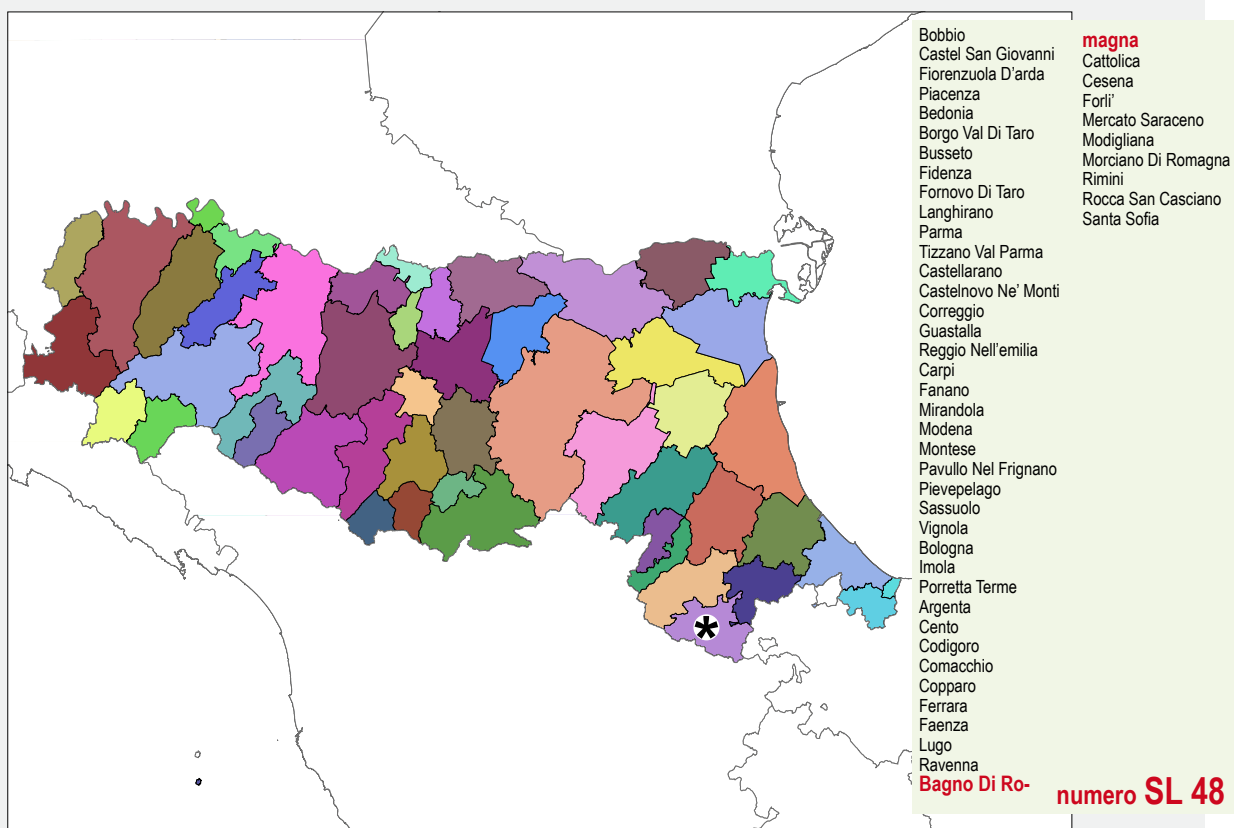 Bobbio
Castel San Giovanni
Fiorenzuola D'arda
Piacenza
Bedonia
Borgo Val Di Taro
Busseto
Fidenza
Fornovo Di Taro
Langhirano
Parma
Tizzano Val Parma
Castellarano
Castelnovo Ne' Monti
Correggio
Guastalla
Reggio Nell'emilia
Carpi
Fanano
Mirandola
Modena
Montese
Pavullo Nel Frignano
Pievepelago
Sassuolo
Vignola
Bologna
Imola
Porretta Terme
Argenta
Cento
Codigoro
Comacchio
Copparo
Ferrara
Faenza
Lugo
Ravenna
Bagno Di Ro-
magna
Cattolica
Cesena
Forli'
Mercato Saraceno
Modigliana
Morciano Di Romagna
Rimini
Rocca San Casciano
Santa Sofia
numero SL 48
*